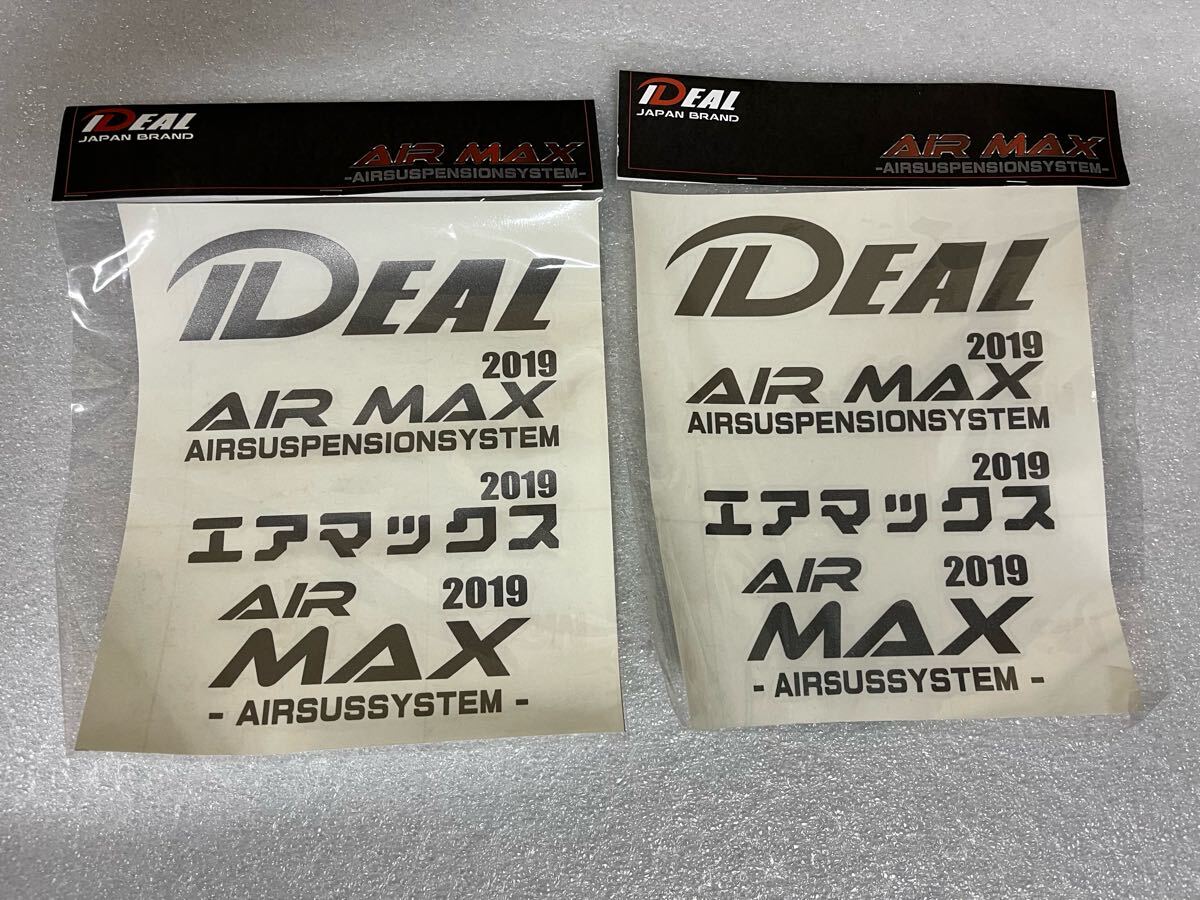 IDEAL
JAPAN BRAND
AIR MAX
-AIRSUSPENSIONSYSTEM-
IDEAL
2019
AIR MAX
AIRSUSPENSIONSYSTEM
2019
エアマックス
AIR 2019
MAX
- AIRSUSSYSTEM -
IDEAL
JAPAN BRAND
AIR MAX
-AIRSUSPENSIONSYSTEM-
IDEAL
2019
AIR MAX
AIRSUSPENSIONSYSTEM
2019
エアマックス
AIR 2019
MAX
- AIRSUSSYSTEM -